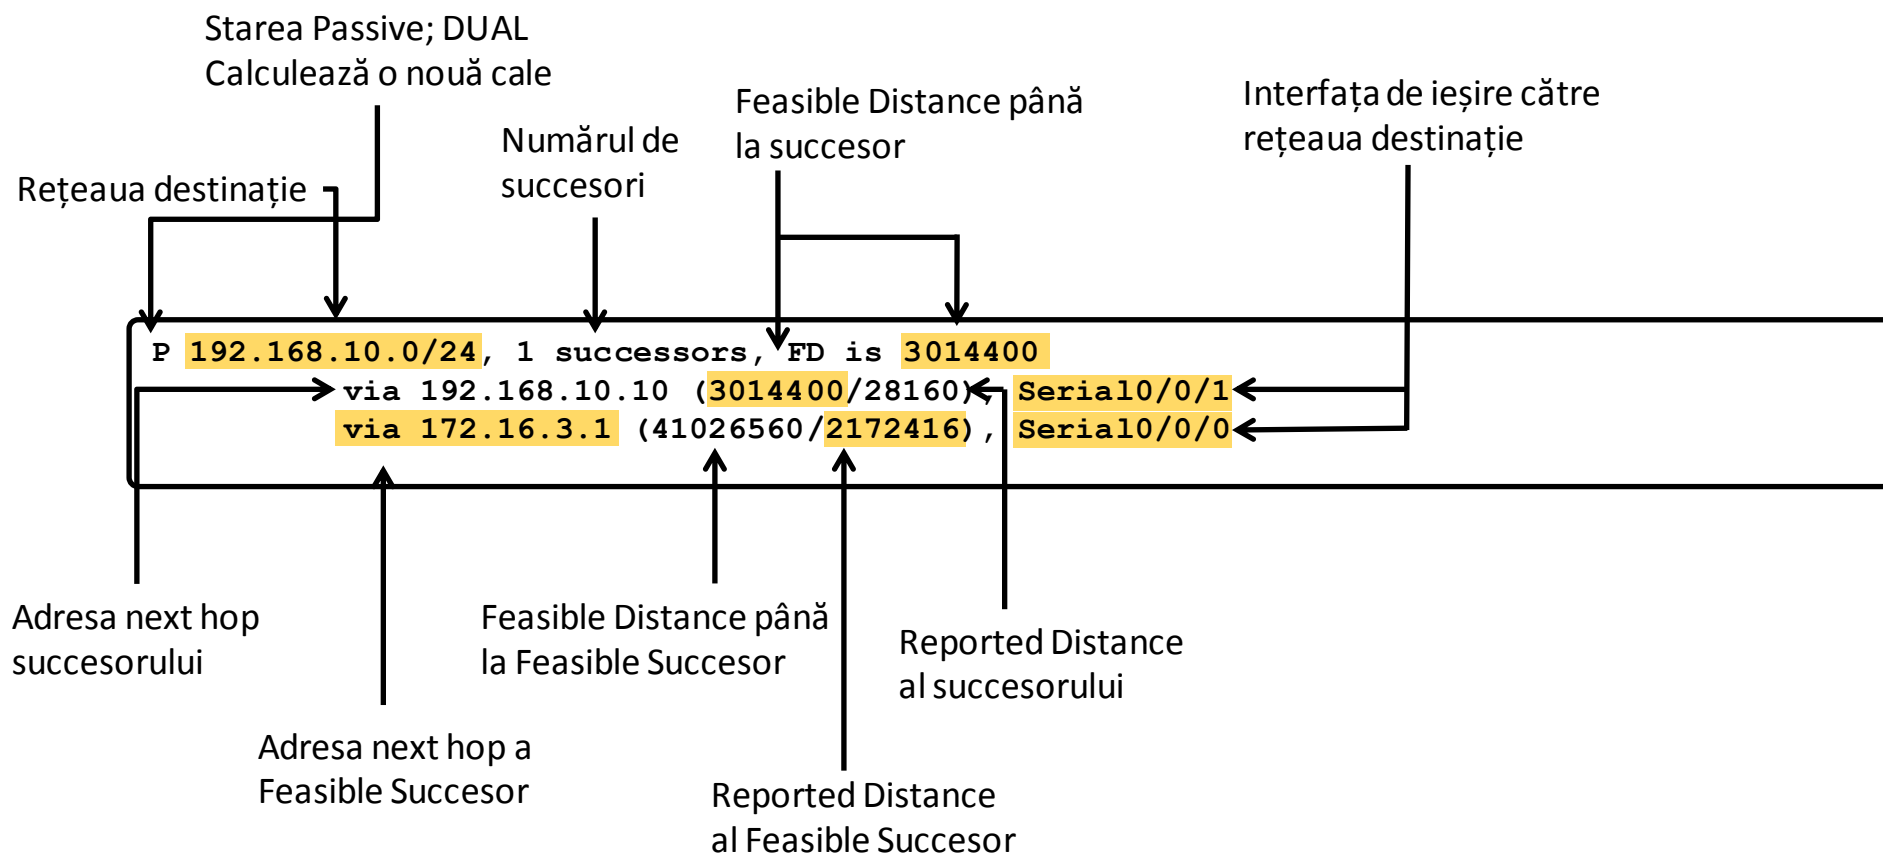 Starea Passive; DUAL
Calculează o nouă cale
Numărul de
succesori
Feasible Distance până
la succesor
Interfața de ieșire către
rețeaua destinație
Rețeaua destinație
P 192.168.10.0/24, 1 successors, FD is 3014400
via 192.168.10.10 (3014400/28160), Serial0/0/1
via 172.16.3.1 (41026560/2172416), Serial0/0/0
Adresa next hop
succesorului
Feasible Distance până
la Feasible Succesor
Reported Distance
al succesorului
Adresa next hop a
Feasible Succesor
Reported Distance
al Feasible Succesor